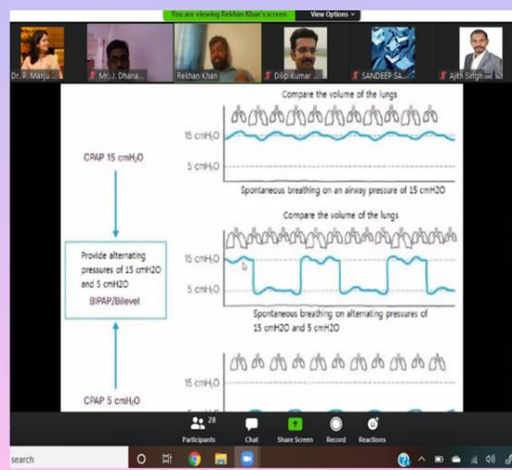 You are viewing Rekhan Khan's screen
View Options
Dr. P. Manju
Mr. J. Dhana...
Rekhan Khan
Dilip Kumar ...
SANDEEP SA...
Ajith Singh
Compare the volume of the lungs
15 cmH₂O
5 cmH₂O
Spontaneous breathing on an airway pressure of 15 cmH2O
CPAP 15 cmH₂O
Compare the volume of the lungs
Provide alternating
pressures of 15 cmH2O
and 5 cmH2O
BIPAP/Bilevel
15 cmH₂O
5 cmH₂O
Spontaneous breathing on alternating pressures of
15 cmH2O and 5 cmH2O
15 cmH₂O
CPAP 5 cmH₂O
28
Participants
Chat
Share Screen
Record
Reactions
search